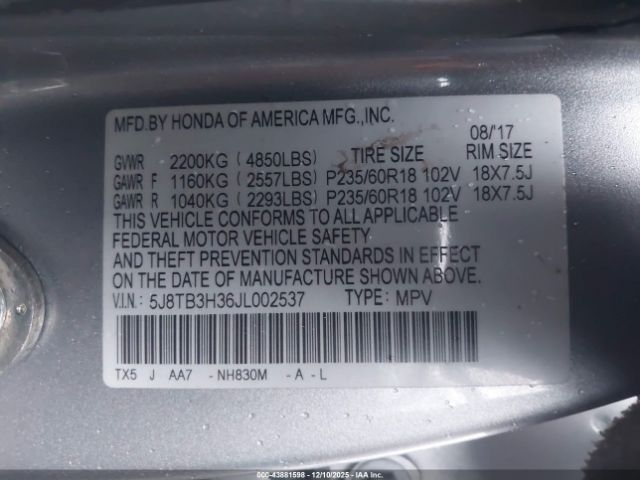 MFD.BY HONDA OF AMERICA MFG.,INC.
08/'17
GVWR 2200KG ( 4850LBS) TIRE SIZE RIM SIZE
GAWR F 1160KG ( 2557LBS) P235/60R18 102V 18X7.5J
GAWR R 1040KG ( 2293LBS) P235/60R18 102V 18X7.5J
THIS VEHICLE CONFORMS TO ALL APPLICABLE
FEDERAL MOTOR VEHICLE SAFETY
AND THEFT PREVENTION STANDARDS IN EFFECT
ON THE DATE OF MANUFACTURE SHOWN ABOVE.
V.I.N.: 5J8TB3H36JL002537 TYPE: MPV
TX5 J AA7 - NH830M - A - L
00-43881598 - 12/10/2025 - IAA Inc.